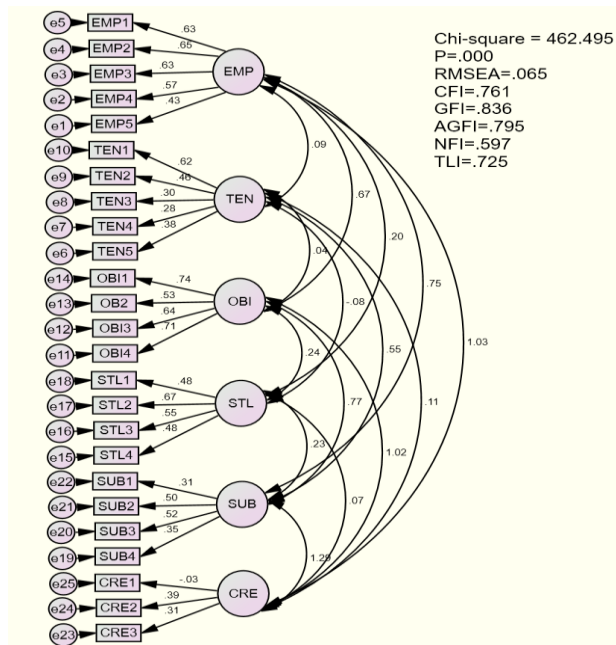 e5 EMP1 .63
e4 EMP2 .65
e3 EMP3 .63
e2 EMP4 .57
e1 EMP5 .43
EMP
e10 TEN1 .62
e9 TEN2 .46
e8 TEN3 .30
e7 TEN4 .28
e6 TEN5 .38
TEN
e14 OBI1 .74
e13 OB2 .53
e12 OBI3 .64
e11 OBI4 .71
OBI
e18 STL1 .48
e17 STL2 .67
e16 STL3 .55
e15 STL4 .48
STL
e22 SUB1 .31
e21 SUB2 .50
e20 SUB3 .52
e19 SUB4 .35
SUB
e25 CRE1 -.03
e24 CRE2 .39
e23 CRE3 .31
CRE
.09
.67
.20
.04
.75
-.08
1.03
.55
.24
.11
.77
.23
1.02
.07
1.29
Chi-square = 462.495
P=.000
RMSEA=.065
CFI=.761
GFI=.836
AGFI=.795
NFI=.597
TLI=.725